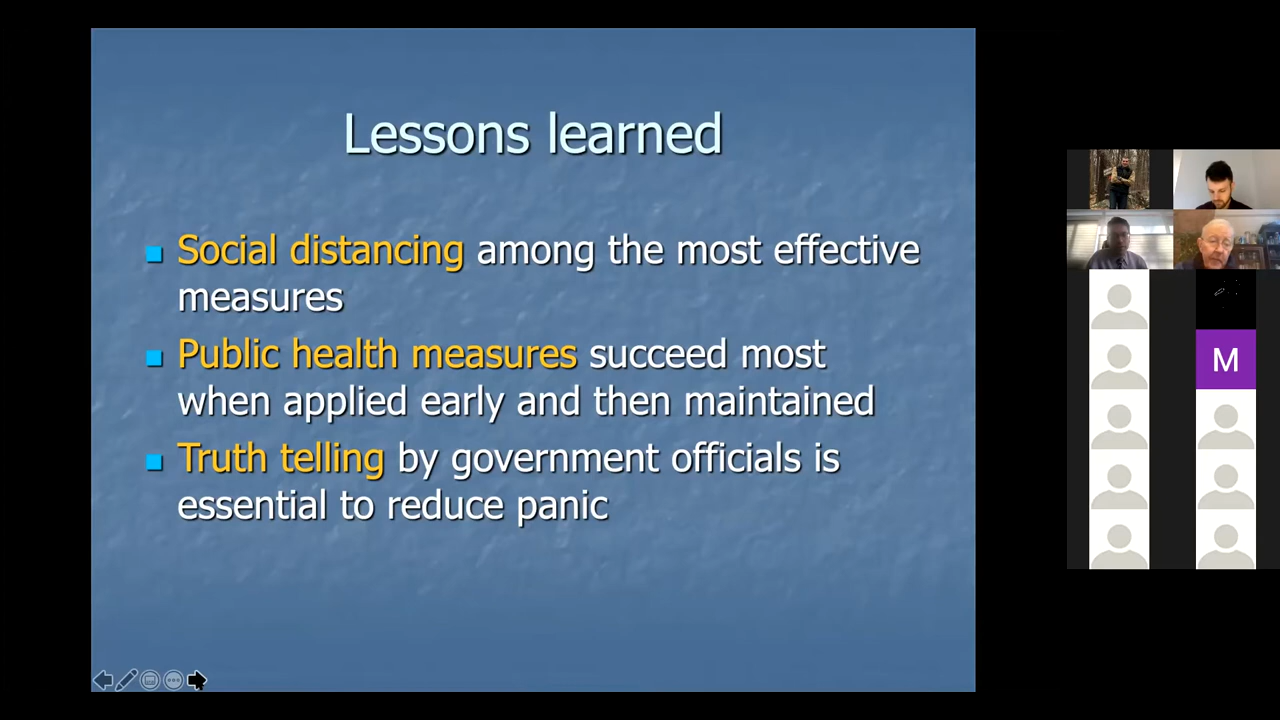 Lessons learned
Social distancing among the most effective
measures
Public health measures succeed most
when applied early and then maintained
Truth telling by government officials is
essential to reduce panic
M